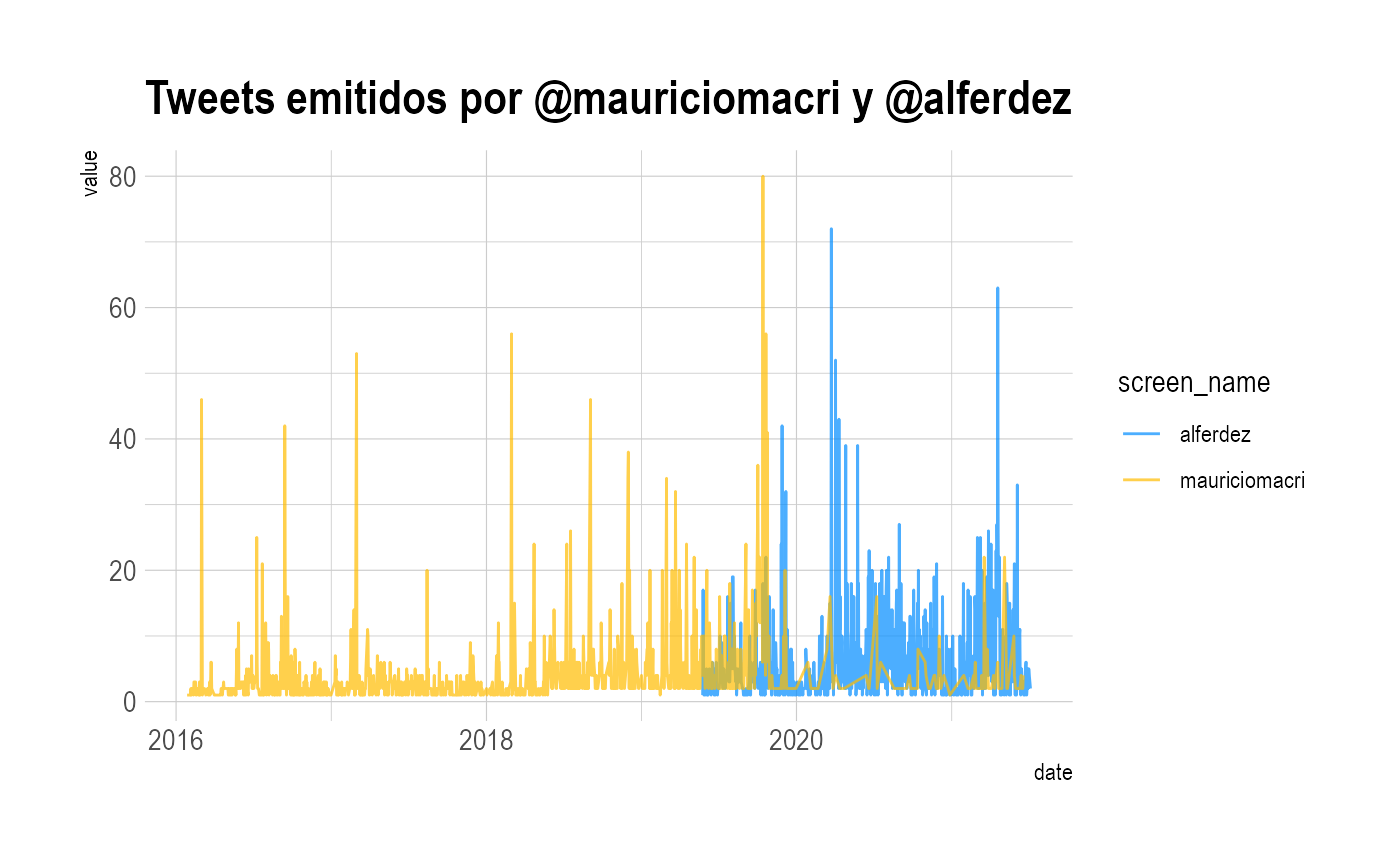 Tweets emitidos por @mauriciomacri y @alferdez
value
80
60
40
20
0
2016 2018 2020
date
screen_name
alferdez
mauriciomacri